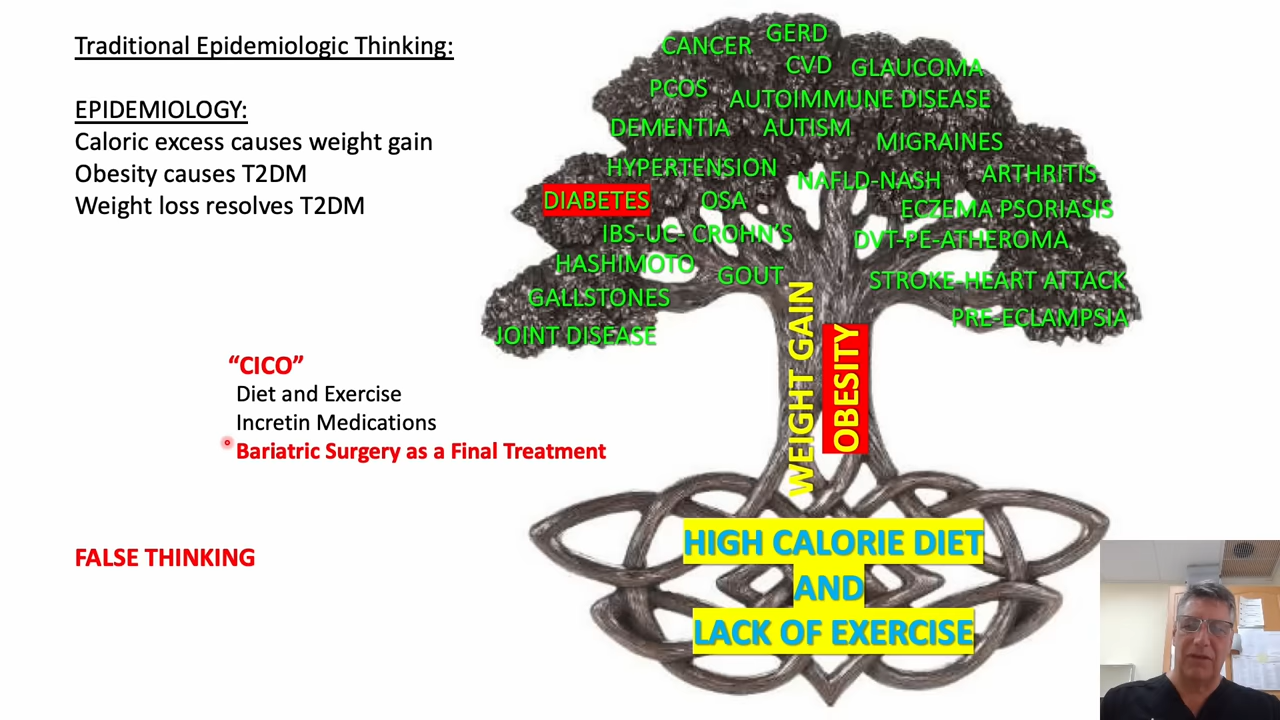 Traditional Epidemiologic Thinking:
EPIDEMIOLOGY:
Caloric excess causes weight gain
Obesity causes T2DM
Weight loss resolves T2DM
“CICO”
Diet and Exercise
Incretin Medications
Bariatric Surgery as a Final Treatment
FALSE THINKING
GERD
CANCER
CVD
GLAUCOMA
PCOS
AUTOIMMUNE DISEASE
DEMENTIA
AUTISM
MIGRAINES
HYPERTENSION
NAFLD-NASH
ARTHRITIS
DIABETES
OSA
ECZEMA PSORIASIS
IBS-UC- CROHN’S
DVT-PE-ATHEROMA
HASHIMOTO
GOUT
STROKE-HEART ATTACK
GALLSTONES
PRE-ECLAMPSIA
JOINT DISEASE
WEIGHT GAIN
OBESITY
HIGH CALORIE DIET
AND
LACK OF EXERCISE